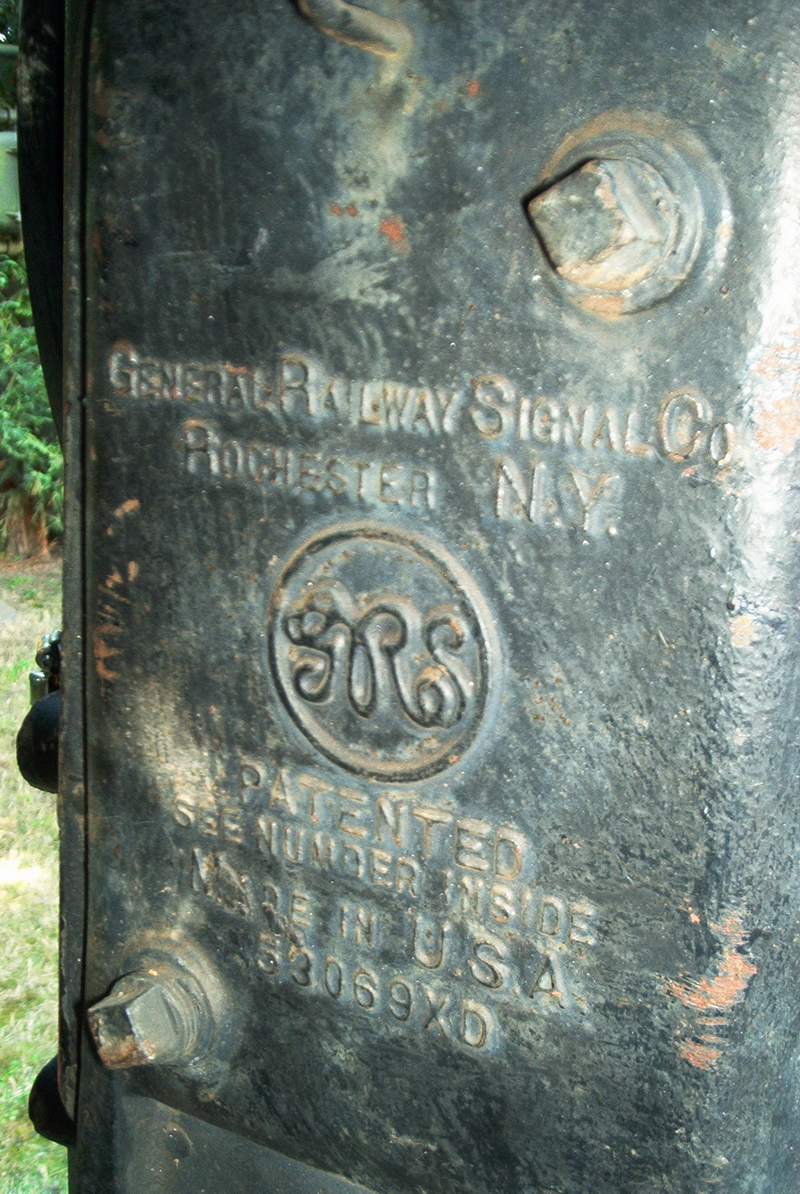 GENERAL RAILWAY SIGNAL CO
ROCHESTER N.Y.
GRS
PATENTED
SEE NUMBER INSIDE
MADE IN U.S.A.
53069XD